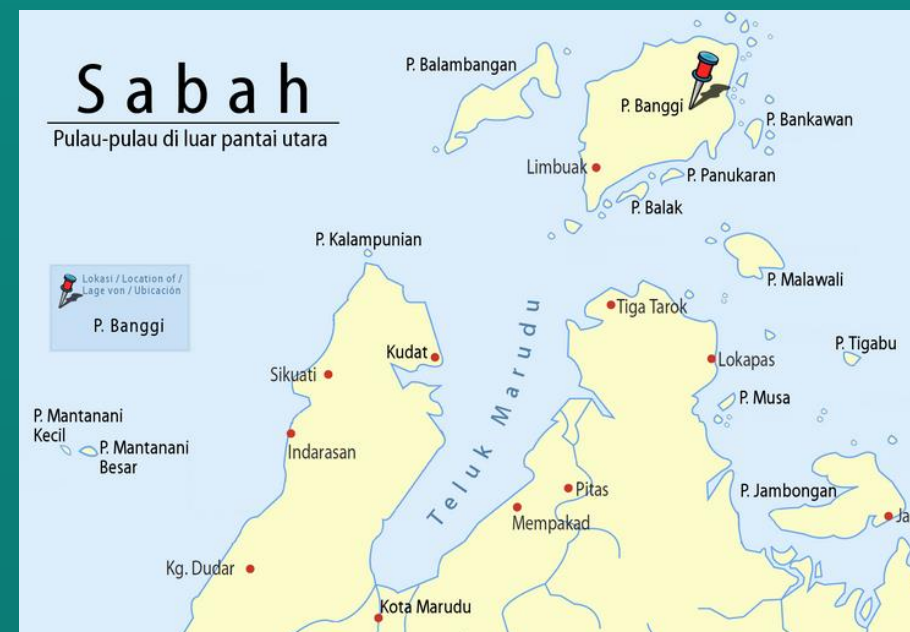 Sabah
Pulau-pulau di luar pantai utara
P. Balambangan
P. Banggi
P. Bankawan
Limbuak
P. Panukaran
P. Balak
P. Kalampunian
P. Malawali
Lokasi / Location of /
Lage von / Ubicación
P. Banggi
Teluk Marudu
Tiga Tarok
Kudat
P. Tigabu
Lokapas
Sikuati
P. Musa
P. Mantanani
Kecil
P. Mantanani
Besar
Indarasan
Pitas
P. Jambongan
Mempakad
Ja
Kg. Dudar
Kota Marudu